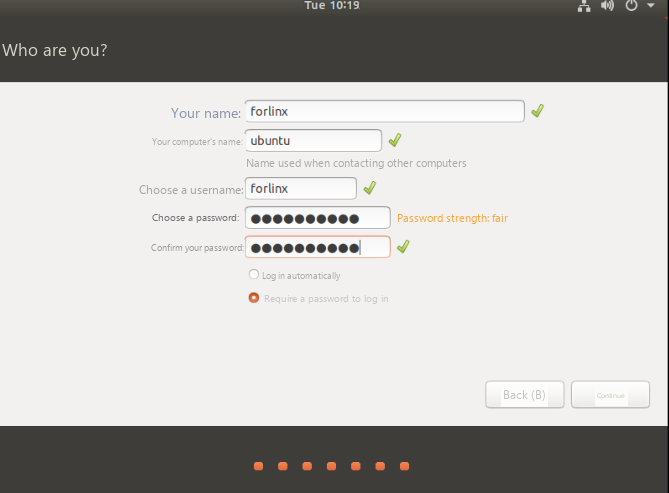 Tue 10:19
Who are you?
Your name: forlinx
Your computer's name: ubuntu
Name used when contacting other computers
Choose a username: forlinx
Choose a password: ●●●●●●●●●● Password strength: fair
Confirm your password: ●●●●●●●●●●
Log in automatically
Require a password to log in
Back (B) Continue